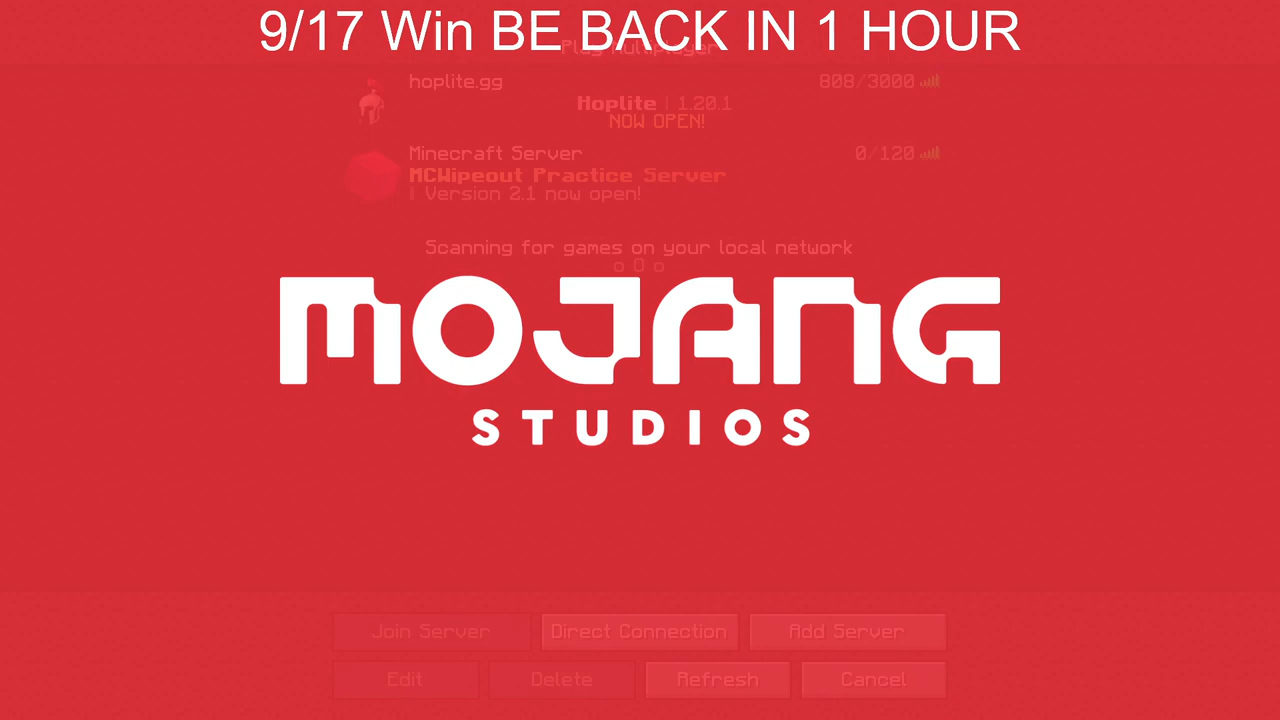 9/17 Win BE BACK IN 1 HOUR
Play Multiplayer
hoplite.gg 808/3000
Hoplite | 1.20.1
NOW OPEN!
Minecraft Server 0/120
MCWipeout Practice Server
| Version 2.1 now open!
Scanning for games on your local network
o O o
MOJANG
STUDIOS
Join Server Direct Connection Add Server
Edit Delete Refresh Cancel